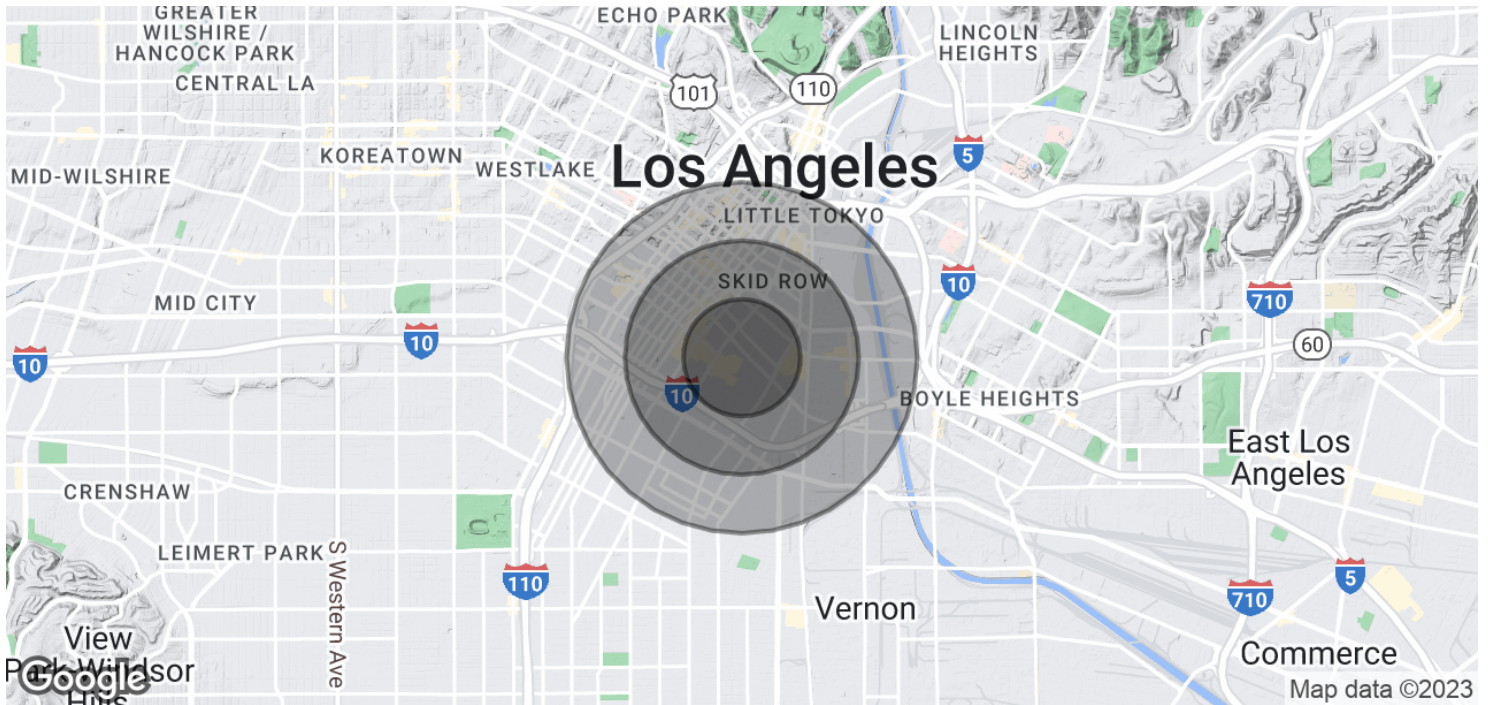 GREATER
WILSHIRE /
HANCOCK PARK
ECHO PARK
LINCOLN
HEIGHTS
CENTRAL LA
101
110
KOREATOWN
WESTLAKE
Los Angeles
5
MID-WILSHIRE
LITTLE TOKYO
SKID ROW
10
710
MID CITY
10
10
60
10
BOYLE HEIGHTS
East Los
Angeles
CRENSHAW
LEIMERT PARK
S Western Ave
110
5
710
Vernon
View
Park-Windsor
Hills
Commerce
Google
Map data ©2023